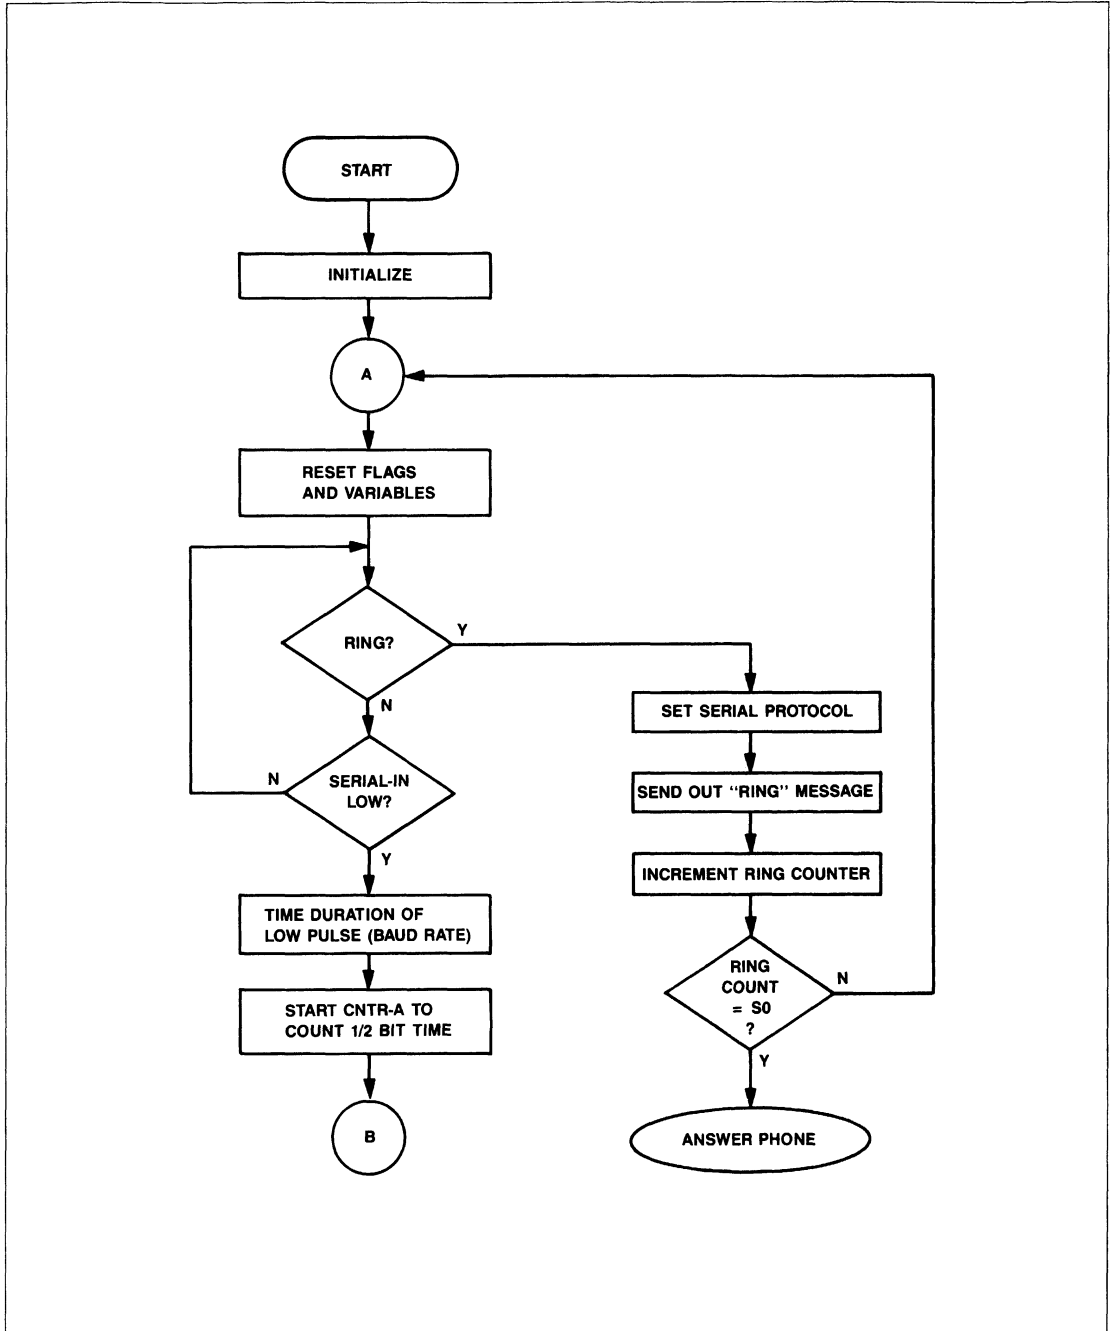 START
INITIALIZE
A
RESET FLAGS
AND VARIABLES
RING?
Y
N
SERIAL-IN
LOW?
N
Y
TIME DURATION OF
LOW PULSE (BAUD RATE)
START CNTR-A TO
COUNT 1/2 BIT TIME
B
SET SERIAL PROTOCOL
SEND OUT “RING” MESSAGE
INCREMENT RING COUNTER
RING
COUNT
= S0
?
N
Y
ANSWER PHONE